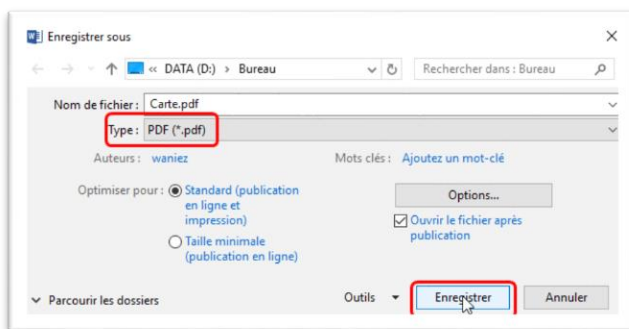 Enregistrer sous
« DATA (D:) > Bureau
Rechercher dans : Bureau
Nom de fichier : Carte.pdf
Type : PDF (*.pdf)
Auteurs : waniez
Mots clés : Ajoutez un mot-clé
Optimiser pour : Standard (publication
en ligne et
impression)
Taille minimale
(publication en ligne)
Options...
Ouvrir le fichier après
publication
Parcourir les dossiers
Outils
Enregistrer
Annuler